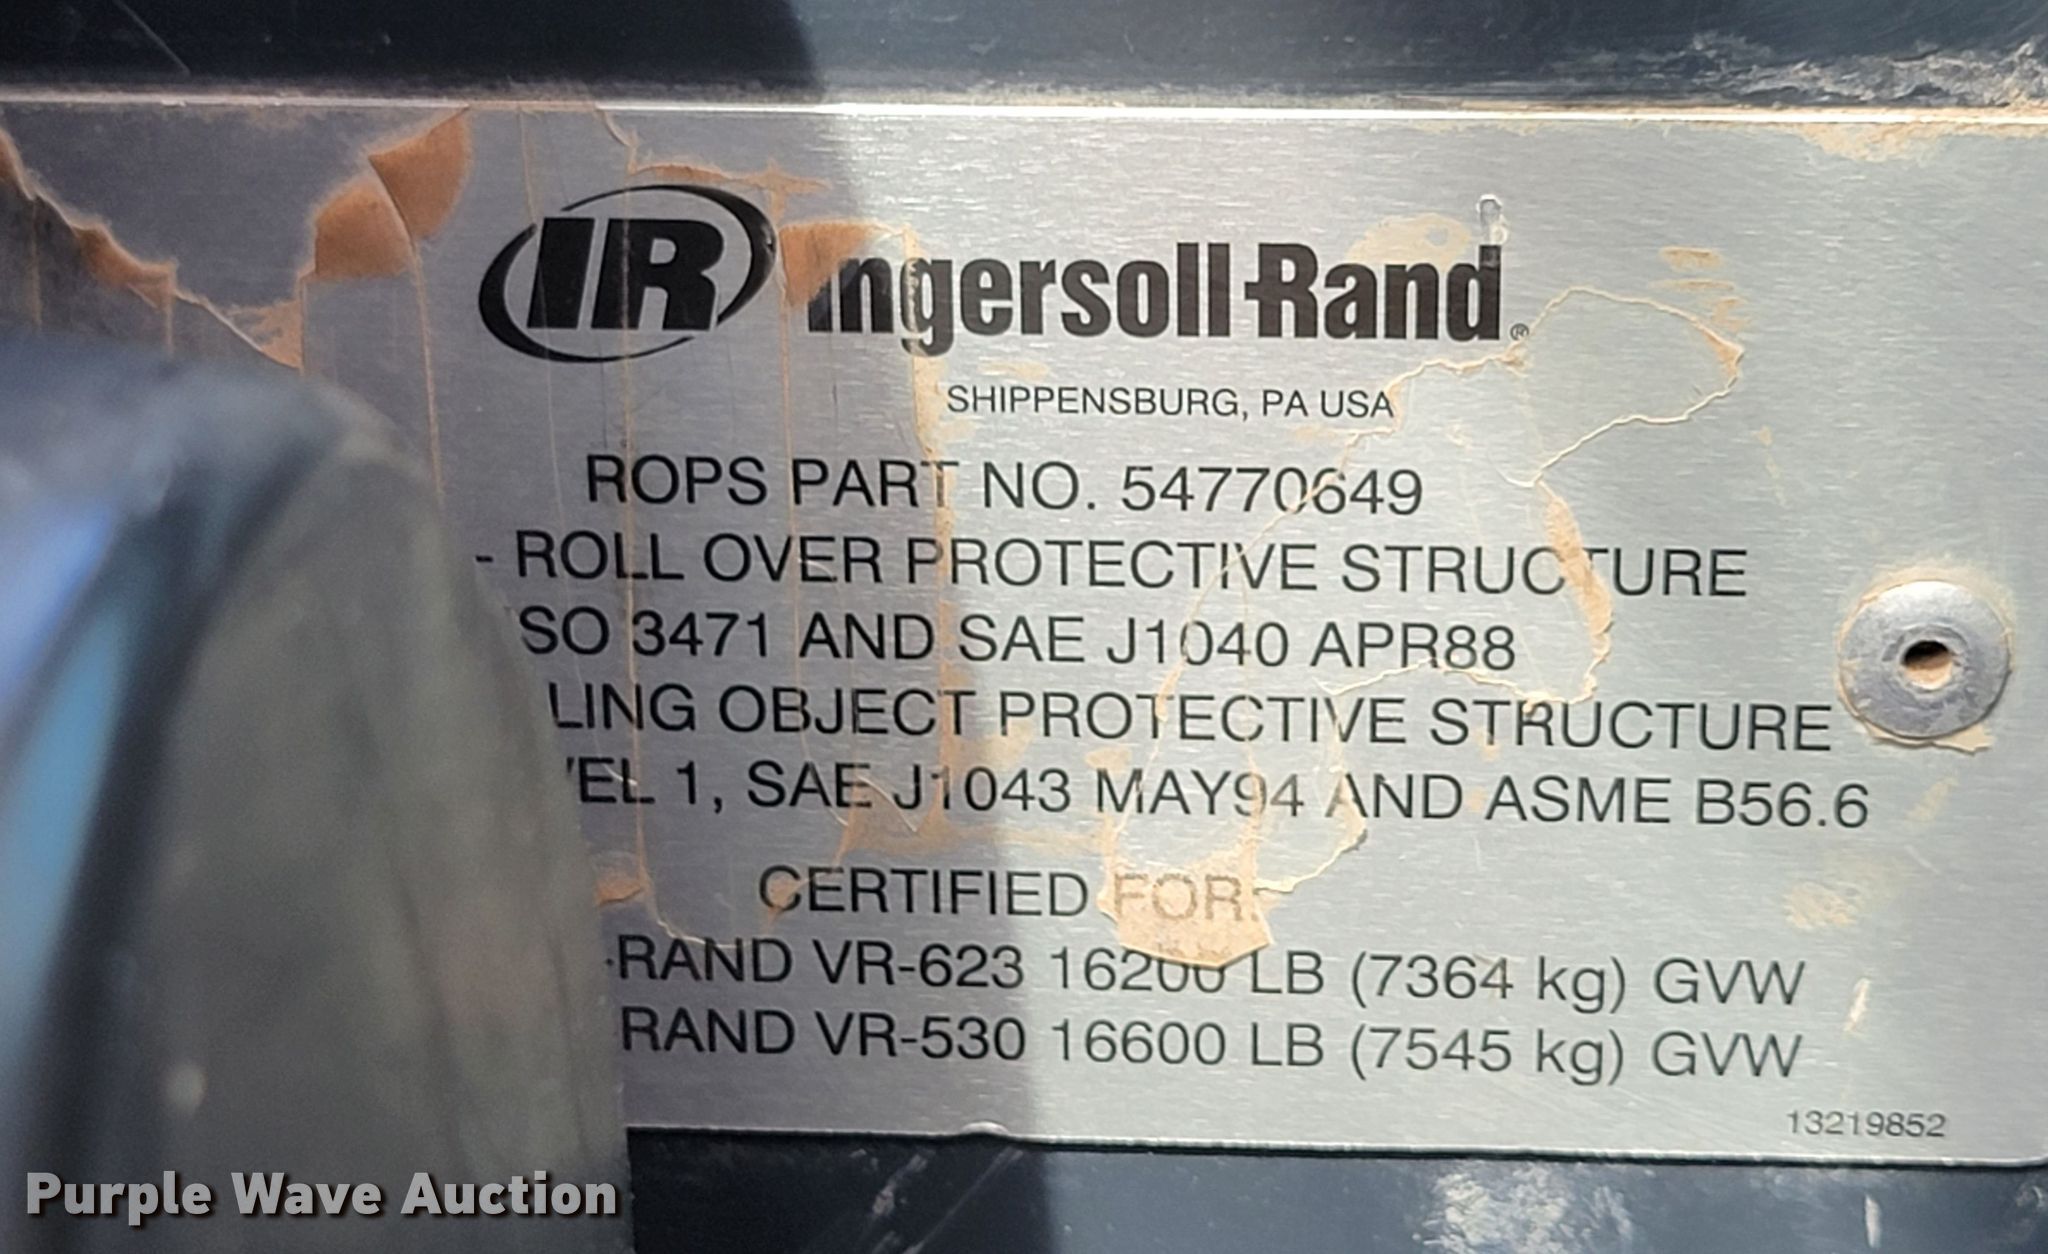 IR Ingersoll-Rand®
SHIPPENSBURG, PA USA
ROPS PART NO. 54770649
- ROLL OVER PROTECTIVE STRUCTURE
SO 3471 AND SAE J1040 APR88
LING OBJECT PROTECTIVE STRUCTURE
EL 1, SAE J1043 MAY94 AND ASME B56.6
CERTIFIED FOR:
-RAND VR-623 16200 LB (7364 kg) GVW
RAND VR-530 16600 LB (7545 kg) GVW
13219852
Purple Wave Auction